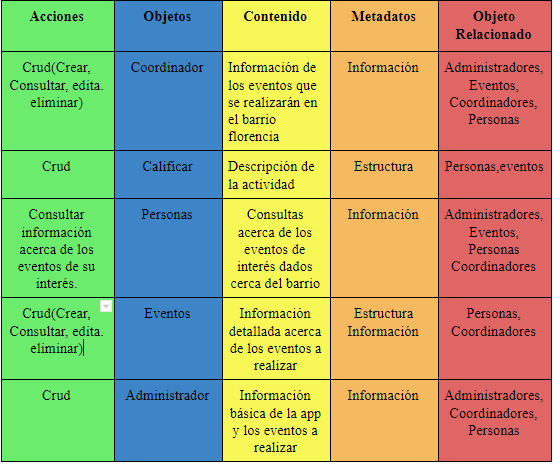 Acciones
Objetos
Contenido
Metadatos
Objeto
Relacionado
Crud(Crear,
Consultar, edita.
eliminar)
Coordinador
Información de
los eventos que
se realizarán en
el barrio
florencia
Información
Administradores,
Eventos,
Coordinadores,
Personas
Crud
Calificar
Descripción de
la actividad
Estructura
Personas,eventos
Consultar
información
acerca de los
eventos de su
interés.
Personas
Consultas
acerca de los
eventos de
interés dados
cerca del barrio
Información
Administradores,
Eventos,
Personas
Coordinadores
Crud(Crear,
Consultar, edita.
eliminar)
Eventos
Información
detallada acerca
de los eventos a
realizar
Estructura
Información
Personas,
Coordinadores
Crud
Administrador
Información
básica de la app
y los eventos a
realizar
Información
Administradores,
Coordinadores,
Personas